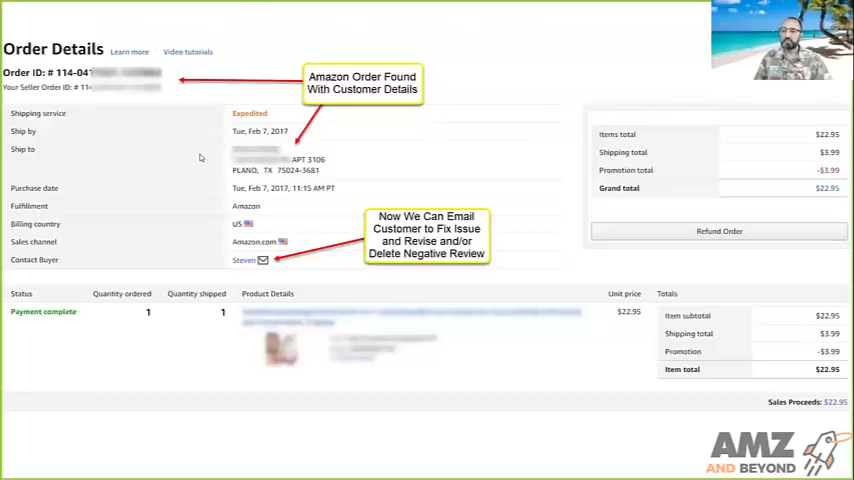 Order Details Learn more Video tutorials
Order ID: # 114-041
Your Seller Order ID: # 114
Amazon Order Found
With Customer Details
Shipping service Expedited
Ship by Tue, Feb 7, 2017
Ship to
APT 3106
PLANO, TX 75024-3681
Purchase date Tue, Feb 7, 2017, 11:15 AM PT
Fulfillment Amazon
Billing country US
Sales channel Amazon.com
Contact Buyer Steven
Items total $22.95
Shipping total $3.99
Promotion total -$3.99
Grand total $22.95
Refund Order
Now We Can Email
Customer to Fix Issue
and Revise and/or
Delete Negative Review
Status Quantity ordered Quantity shipped Product Details Unit price Totals
Payment complete 1 1 $22.95
Item subtotal $22.95
Shipping total $3.99
Promotion -$3.99
Item total $22.95
Sales Proceeds: $22.95
AMZ
AND BEYOND